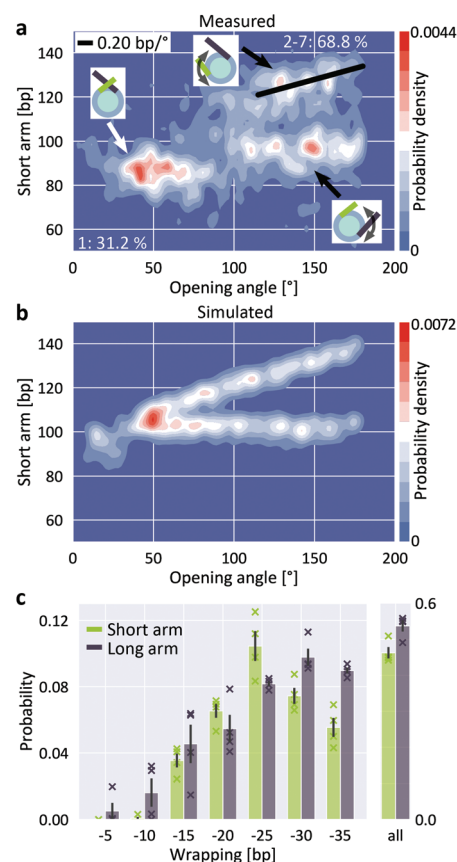 a
Measured
0.0044
140
0.20 bp/°
2-7: 68.8 %
120
Short arm [bp]
100
80
60
1: 31.2 %
Probability density
0
0
50
100
150
200
Opening angle [°]
b
Simulated
0.0072
140
120
Short arm [bp]
100
80
60
Probability density
0
0
50
100
150
200
Opening angle [°]
c
0.12
0.6
Short arm
Long arm
0.08
Probability
0.04
0.00
0.0
-5
-10
-15
-20
-25
-30
-35
all
Wrapping [bp]